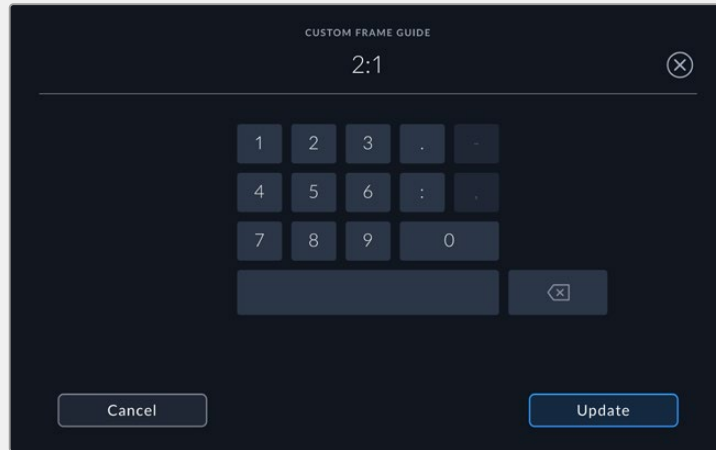 CUSTOM FRAME GUIDE
2:1
1 2 3 . -
4 5 6 : ,
7 8 9 0
Cancel Update